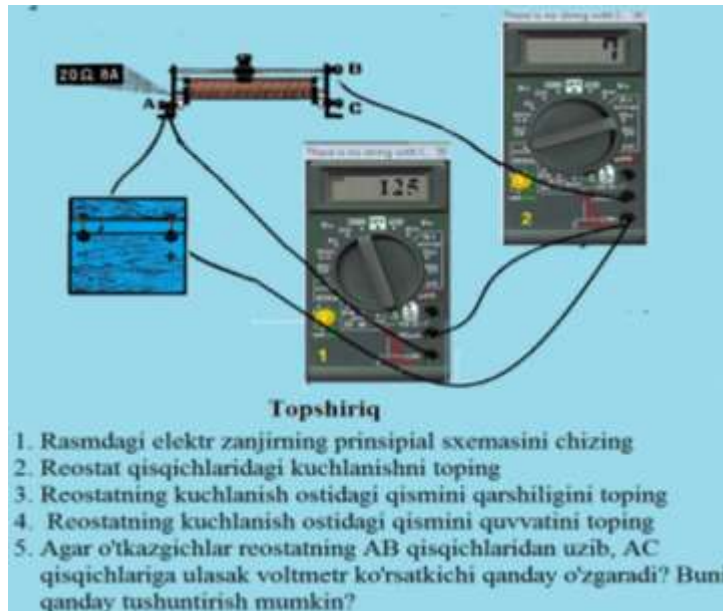 20Ω 8A
B
A
C
125
2
1
Topshiriq
1. Rasmdagi elektr zanjirning prinsipial sxemasini chizing
2. Reostat qisqichlaridagi kuchlanishni toping
3. Reostatning kuchlanish ostidagi qismini qarshiligini toping
4. Reostatning kuchlanish ostidagi qismini quvvatini toping
5. Agar o'tkazgichlar reostatning AB qisqichlaridan uzib, AC
qisqichlariga ulasak voltmetr ko'rsatkichi qanday o'zgaradi? Buni
qanday tushuntirish mumkin?